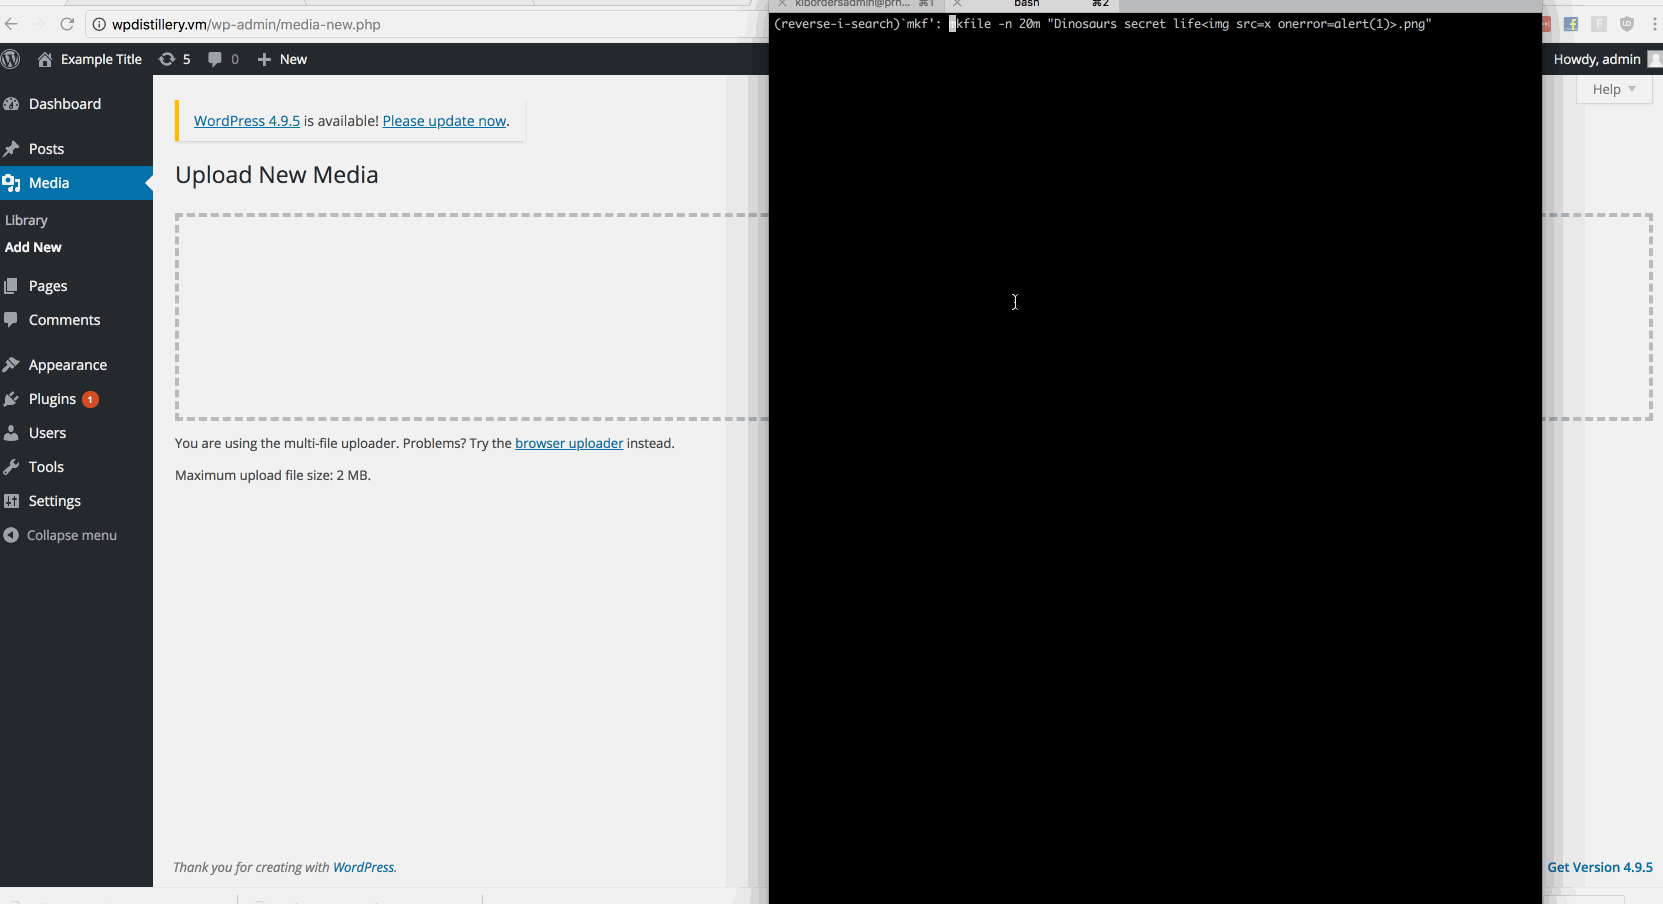 kibordersadmin@prn... ⌘1
bash ⌘2
wpdistillery.vm/wp-admin/media-new.php
(reverse-i-search)`mkf': mkfile -n 20m "Dinosaurs secret life<img src=x onerror=alert(1)>.png"
Example Title 5 0 + New
Howdy, admin
Help
Dashboard
Posts
Media
Library
Add New
Pages
Comments
Appearance
Plugins 1
Users
Tools
Settings
Collapse menu
WordPress 4.9.5 is available! Please update now.
Upload New Media
You are using the multi-file uploader. Problems? Try the browser uploader instead.
Maximum upload file size: 2 MB.
Thank you for creating with WordPress.
Get Version 4.9.5